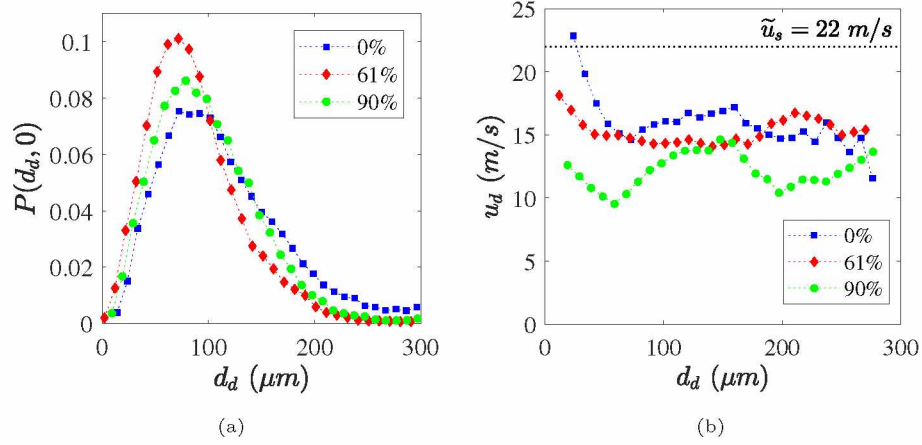 0.1
0.08
0.06
0.04
0.02
0
P(d_d, 0)
0%
61%
90%
0 100 200 300
d_d (μm)
(a)
25
20
15
10
5
0
u_d (m/s)
ũ_s = 22 m/s
0%
61%
90%
0 100 200 300
d_d (μm)
(b)